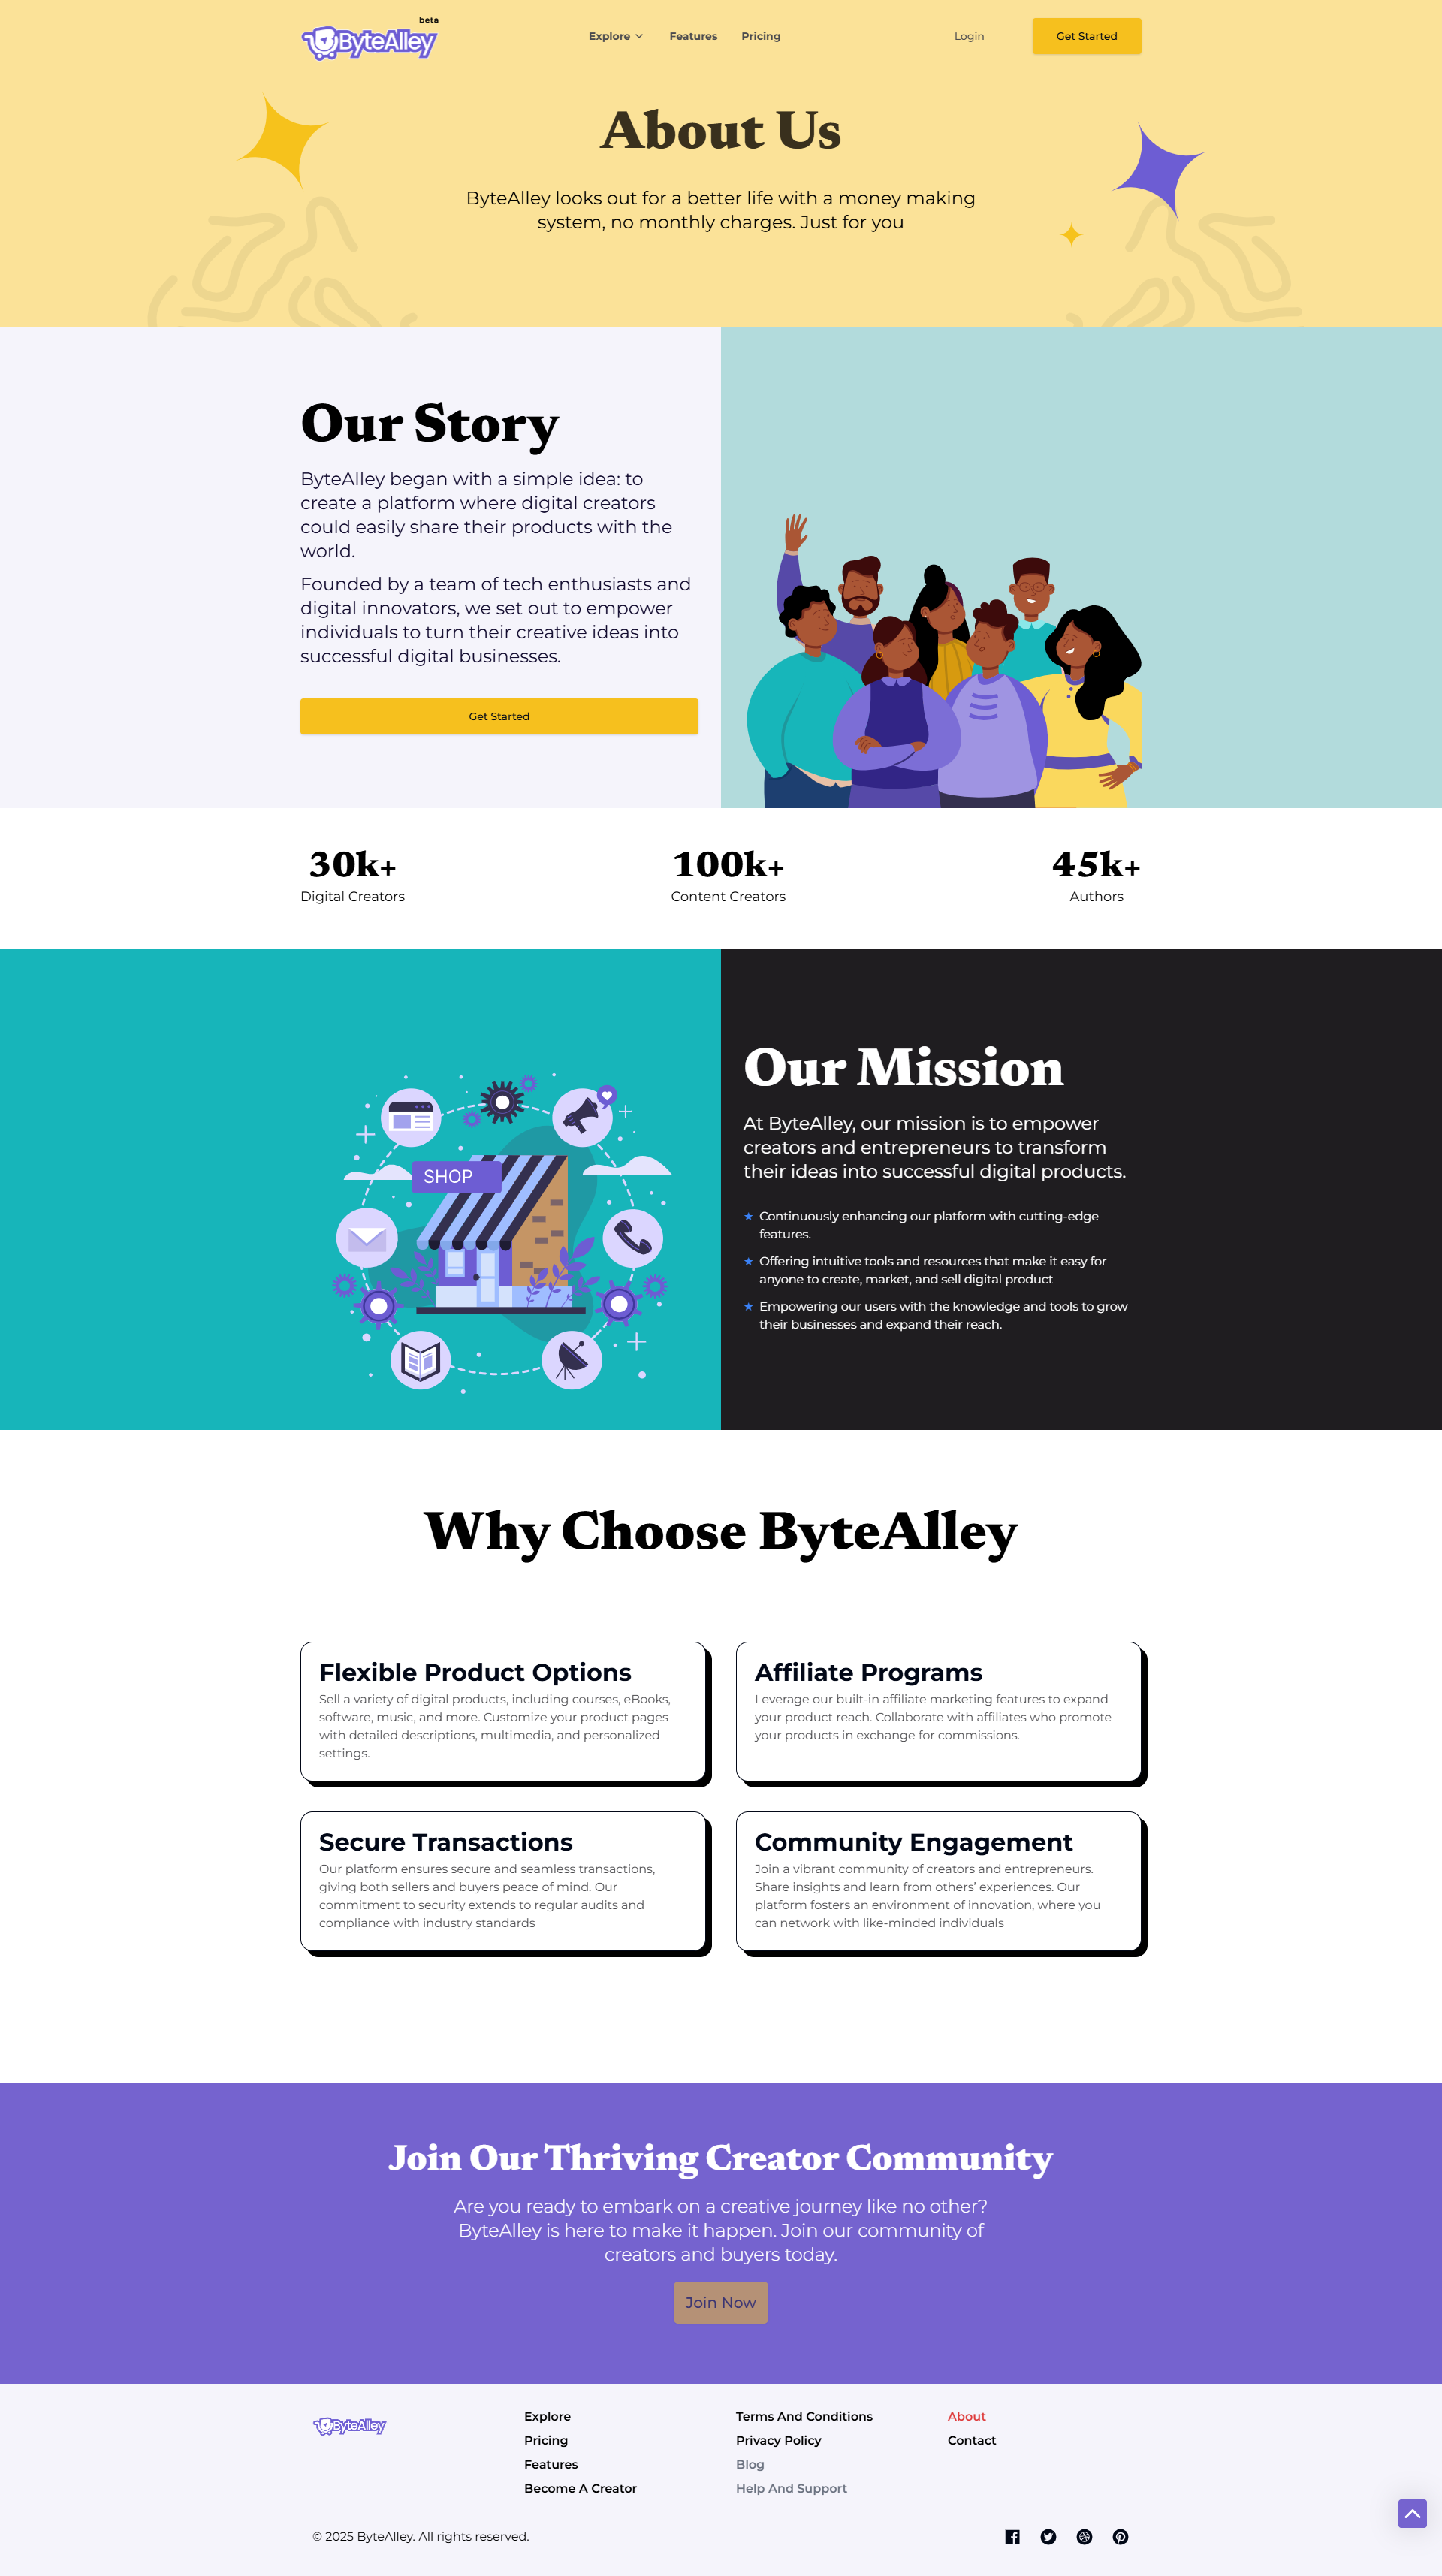 beta
ByteAlley
Explore
Features
Pricing
Login
Get Started
About Us
ByteAlley looks out for a better life with a money making
system, no monthly charges. Just for you
Our Story
ByteAlley began with a simple idea: to
create a platform where digital creators
could easily share their products with the
world.
Founded by a team of tech enthusiasts and
digital innovators, we set out to empower
individuals to turn their creative ideas into
successful digital businesses.
Get Started
30k+
Digital Creators
100k+
Content Creators
45k+
Authors
SHOP
Our Mission
At ByteAlley, our mission is to empower
creators and entrepreneurs to transform
their ideas into successful digital products.
Continuously enhancing our platform with cutting-edge
features.
Offering intuitive tools and resources that make it easy for
anyone to create, market, and sell digital product
Empowering our users with the knowledge and tools to grow
their businesses and expand their reach.
Why Choose ByteAlley
Flexible Product Options
Sell a variety of digital products, including courses, eBooks,
software, music, and more. Customize your product pages
with detailed descriptions, multimedia, and personalized
settings.
Affiliate Programs
Leverage our built-in affiliate marketing features to expand
your product reach. Collaborate with affiliates who promote
your products in exchange for commissions.
Secure Transactions
Our platform ensures secure and seamless transactions,
giving both sellers and buyers peace of mind. Our
commitment to security extends to regular audits and
compliance with industry standards
Community Engagement
Join a vibrant community of creators and entrepreneurs.
Share insights and learn from others’ experiences. Our
platform fosters an environment of innovation, where you
can network with like-minded individuals
Join Our Thriving Creator Community
Are you ready to embark on a creative journey like no other?
ByteAlley is here to make it happen. Join our community of
creators and buyers today.
Join Now
ByteAlley
Explore
Pricing
Features
Become A Creator
Terms And Conditions
Privacy Policy
Blog
Help And Support
About
Contact
© 2025 ByteAlley. All rights reserved.